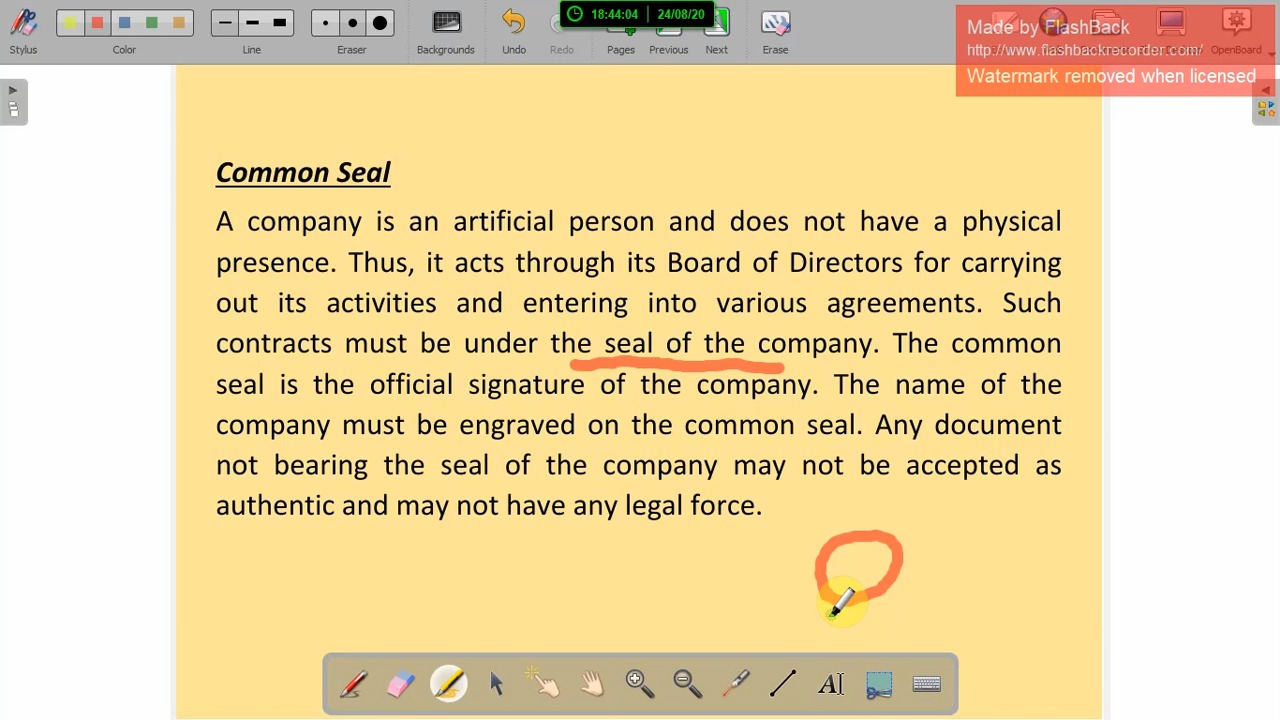 18:44:04 | 24/08/20
Made by FlashBack
http://www.flashbackrecorder.com/
Watermark removed when licensed
Stylus Color Line Eraser Backgrounds Undo Redo Pages Previous Next Erase OpenBoard
Common Seal
A company is an artificial person and does not have a physical
presence. Thus, it acts through its Board of Directors for carrying
out its activities and entering into various agreements. Such
contracts must be under the seal of the company. The common
seal is the official signature of the company. The name of the
company must be engraved on the common seal. Any document
not bearing the seal of the company may not be accepted as
authentic and may not have any legal force.
AI